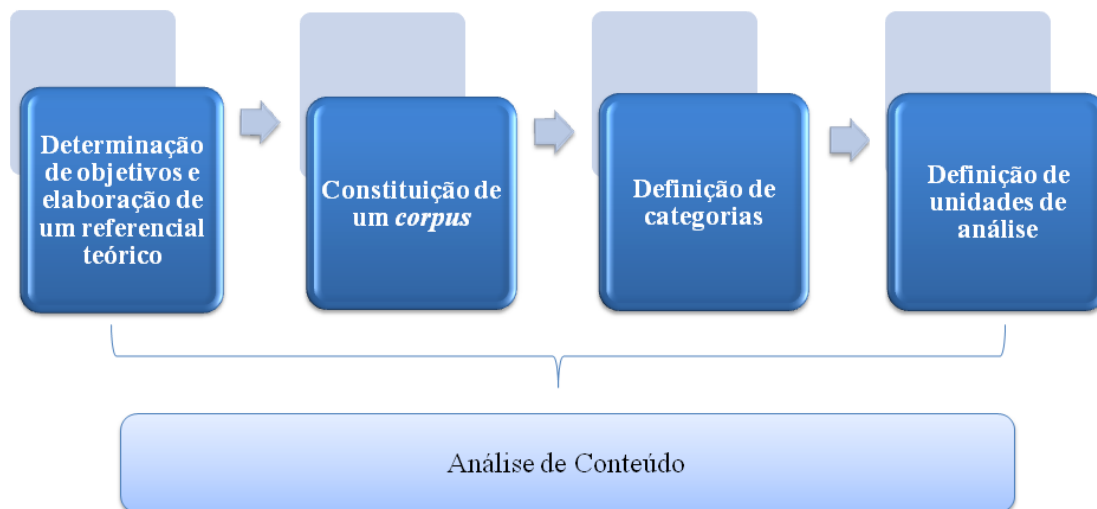 Determinação
de objetivos e
elaboração de
um referencial
teórico
Constituição de
um corpus
Definição de
categorias
Definição de
unidades de
análise
Análise de Conteúdo